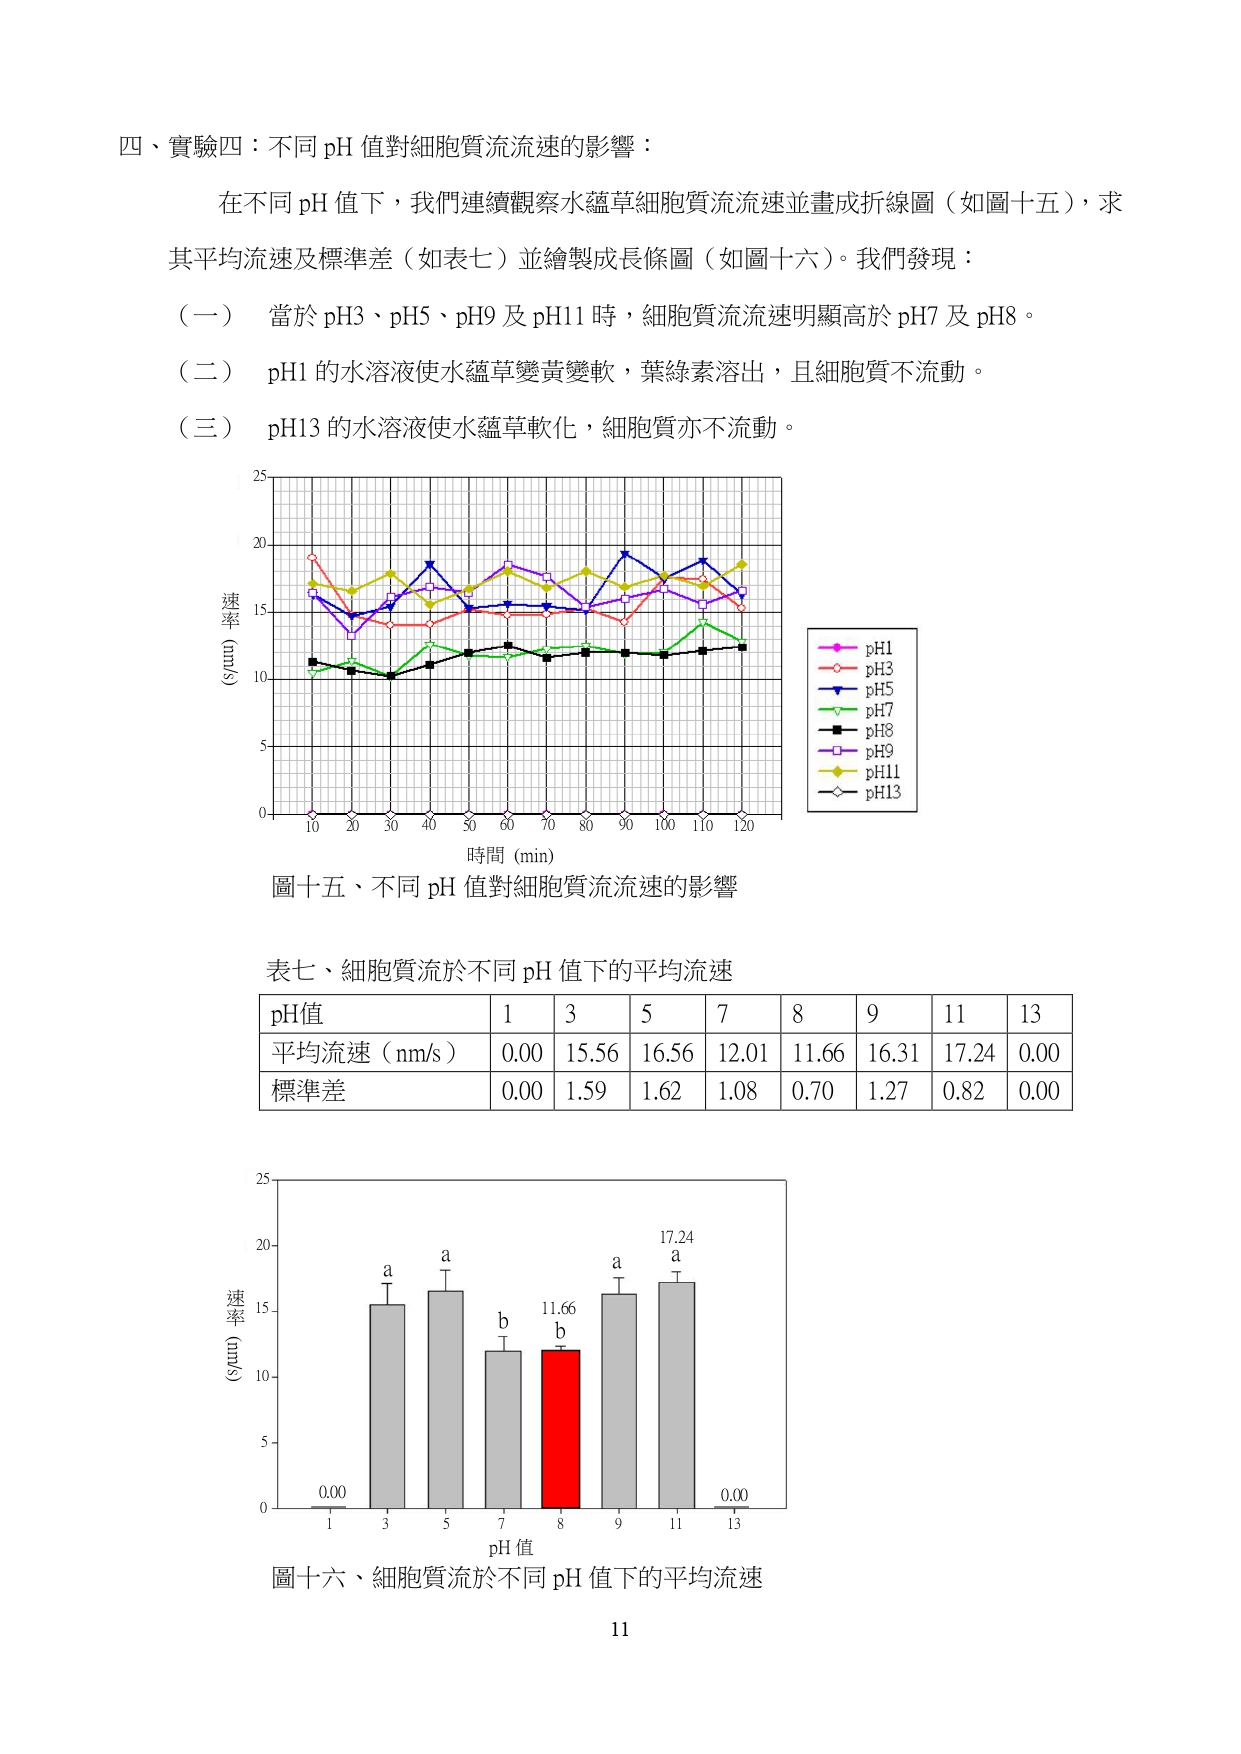 四、實驗四：不同 pH 值對細胞質流流速的影響：
在不同 pH 值下，我們連續觀察水蘊草細胞質流流速並畫成折線圖（如圖十五），求
其平均流速及標準差（如表七）並繪製成長條圖（如圖十六）。我們發現：
（一） 當於 pH3、pH5、pH9 及 pH11 時，細胞質流流速明顯高於 pH7 及 pH8。
（二） pH1 的水溶液使水蘊草變黃變軟，葉綠素溶出，且細胞質不流動。
（三） pH13 的水溶液使水蘊草軟化，細胞質亦不流動。
25
20
15
10
5
0
速率 (nm/s)
10 20 30 40 50 60 70 80 90 100 110 120
時間 (min)
pH1
pH3
pH5
pH7
pH8
pH9
pH11
pH13
圖十五、不同 pH 值對細胞質流流速的影響
表七、細胞質流於不同 pH 值下的平均流速
pH值 1 3 5 7 8 9 11 13
平均流速（nm/s） 0.00 15.56 16.56 12.01 11.66 16.31 17.24 0.00
標準差 0.00 1.59 1.62 1.08 0.70 1.27 0.82 0.00
25
20
15
10
5
0
速率 (nm/s)
0.00
a
a
b
11.66
b
a
17.24
a
0.00
1 3 5 7 8 9 11 13
pH 值
圖十六、細胞質流於不同 pH 值下的平均流速
11